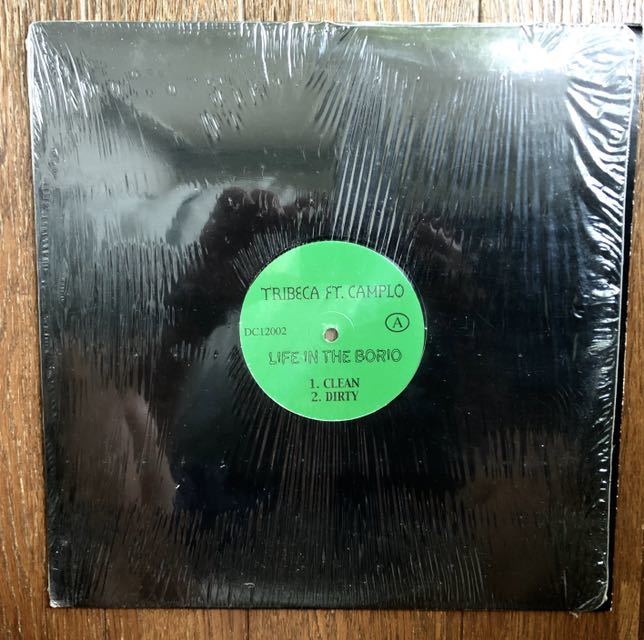 TRIBECA FT. CAMPLO
DC12002
A
LIFE IN THE BORIO
1. CLEAN
2. DIRTY